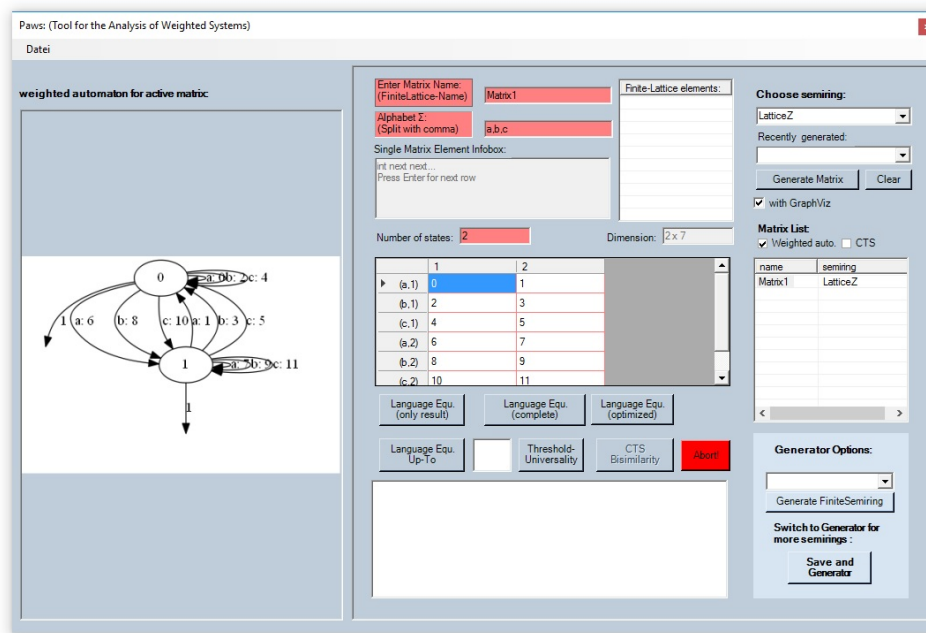 Paws: (Tool for the Analysis of Weighted Systems)
Datei
weighted automaton for active matrix:
0
a: 0
b: 2
c: 4
1
a: 6
b: 8
c: 10
a: 1
b: 3
c: 5
1
a: 7
b: 9
c: 11
1
Enter Matrix Name:
(FiniteLattice-Name)
Matrix1
Alphabet Σ:
(Split with comma)
a,b,c
Single Matrix Element Infobox:
int next next...
Press Enter for next row
Finite-Lattice elements:
Number of states:
2
Dimension:
2 x 7
1 2
(a,1) 0 1
(b,1) 2 3
(c,1) 4 5
(a,2) 6 7
(b,2) 8 9
(c,2) 10 11
Language Equ.
(only result)
Language Equ.
(complete)
Language Equ.
(optimized)
Language Equ.
Up-To
Threshold-
Universality
CTS
Bisimilarity
Abort!
Choose semiring:
LatticeZ
Recently generated:
Generate Matrix
Clear
with GraphViz
Matrix List:
Weighted auto.
CTS
name semiring
Matrix1 LatticeZ
Generator Options:
Generate FiniteSemiring
Switch to Generator for
more semirings :
Save and
Generator